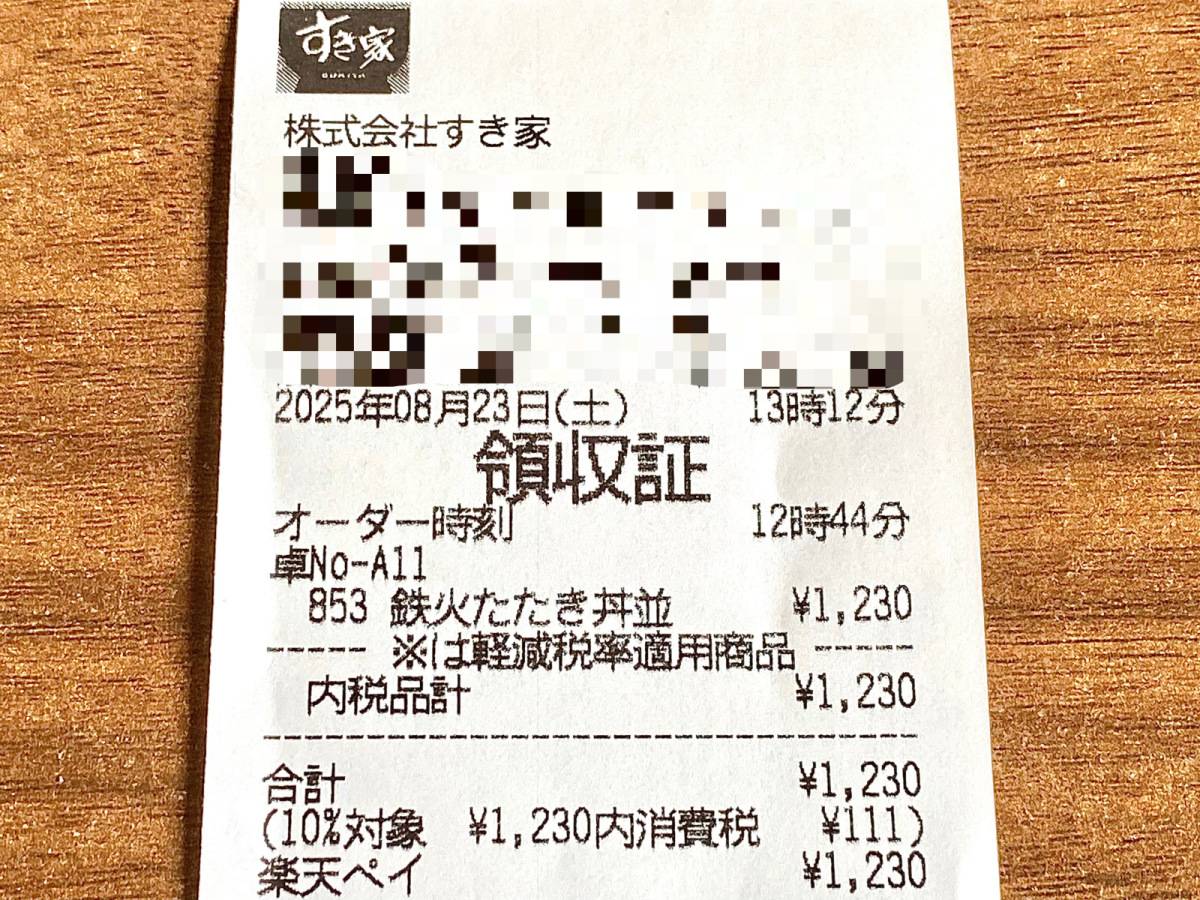 すき家
SUKIYA
株式会社すき家
2025年08月23日(土) 13時12分
領収証
オーダー時刻 12時44分
卓No-A11
853 鉄火たたき丼並 ¥1,230
----- ※は軽減税率適用商品 -----
内税品計 ¥1,230
合計 ¥1,230
(10%対象 ¥1,230内消費税 ¥111)
楽天ペイ ¥1,230